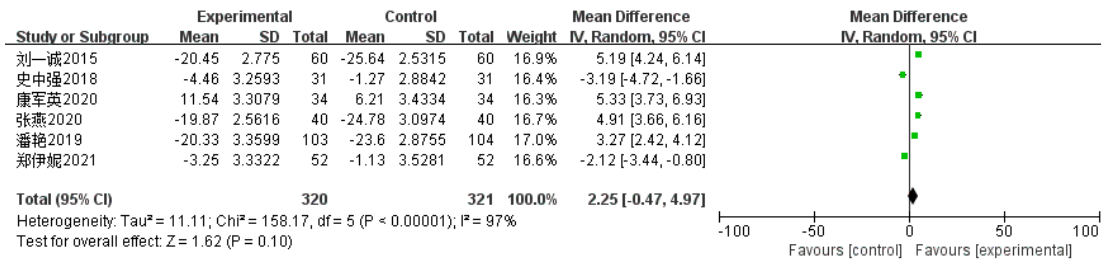 Experimental Control Mean Difference Mean Difference
Study or Subgroup Mean SD Total Mean SD Total Weight IV, Random, 95% CI IV, Random, 95% CI
刘一诚2015 -20.45 2.775 60 -25.64 2.5315 60 16.9% 5.19 [4.24, 6.14]
史中强2018 -4.46 3.2593 31 -1.27 2.8842 31 16.4% -3.19 [-4.72, -1.66]
康军英2020 11.54 3.3079 34 6.21 3.4334 34 16.3% 5.33 [3.73, 6.93]
张燕2020 -19.87 2.5616 40 -24.78 3.0974 40 16.7% 4.91 [3.66, 6.16]
潘艳2019 -20.33 3.3599 103 -23.6 2.8755 104 17.0% 3.27 [2.42, 4.12]
郑伊妮2021 -3.25 3.3322 52 -1.13 3.5281 52 16.6% -2.12 [-3.44, -0.80]
Total (95% CI) 320 321 100.0% 2.25 [-0.47, 4.97]
Heterogeneity: Tau² = 11.11; Chi² = 158.17, df = 5 (P < 0.00001); I² = 97%
Test for overall effect: Z = 1.62 (P = 0.10)
-100 -50 0 50 100
Favours [control] Favours [experimental]